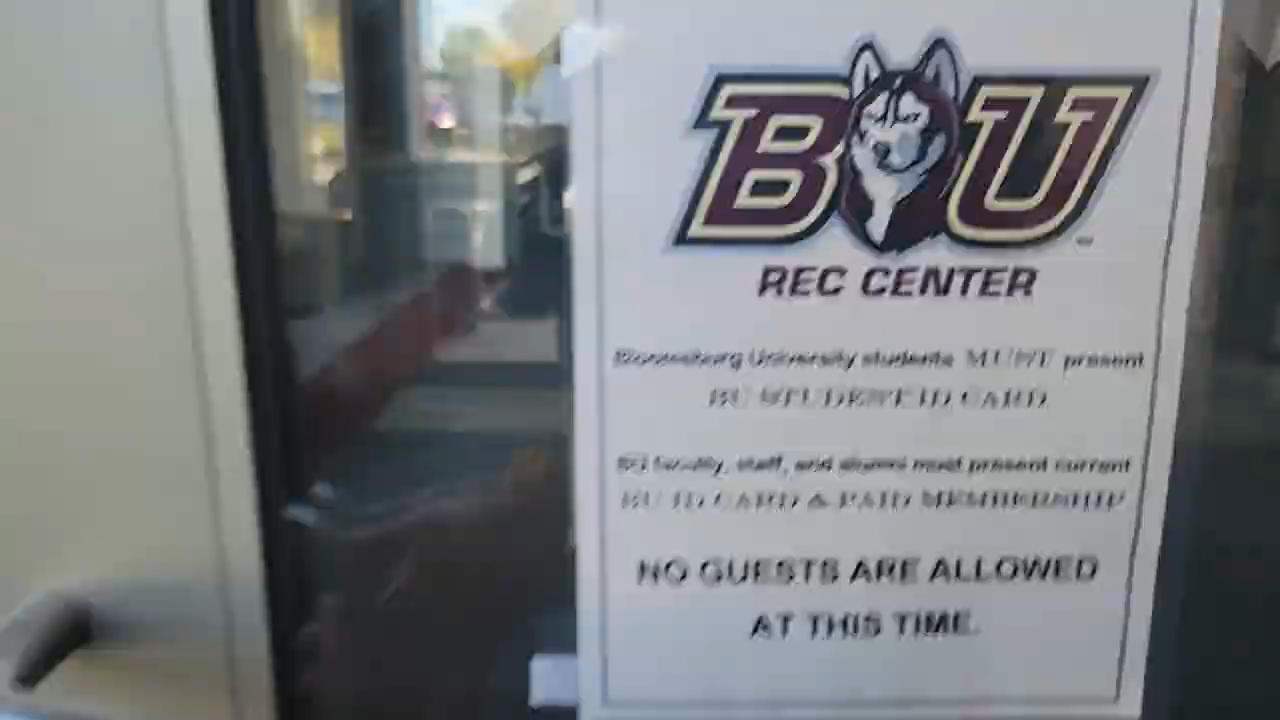 BU
REC CENTER
Bloomsburg University students MUST present
BU STUDENT ID CARD
BU faculty, staff, and alumni must present current
BU ID CARD & PAID MEMBERSHIP
NO GUESTS ARE ALLOWED
AT THIS TIME.